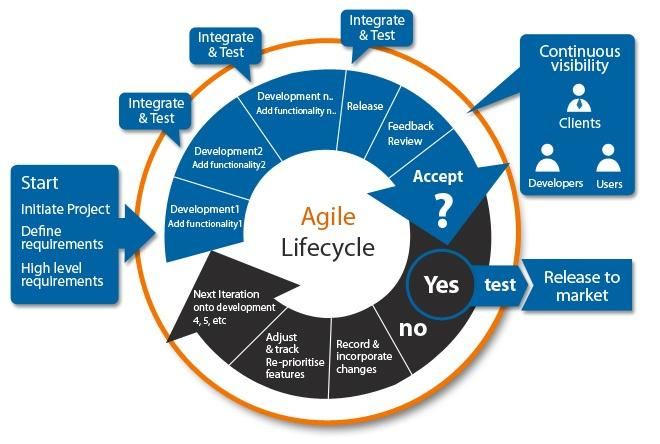 Integrate
& Test
Integrate
& Test
Integrate
& Test
Continuous
visibility
Clients
Developers
Users
Start
Initiate Project
Define
requirements
High level
requirements
Development1
Add functionality1
Development2
Add functionality2
Development n..
Add functionality n..
Release
Feedback
Review
Accept
?
Agile
Lifecycle
Yes
test
Release to
market
no
Record &
incorporate
changes
Adjust
& track
Re-prioritise
features
Next Iteration
onto development
4, 5, etc